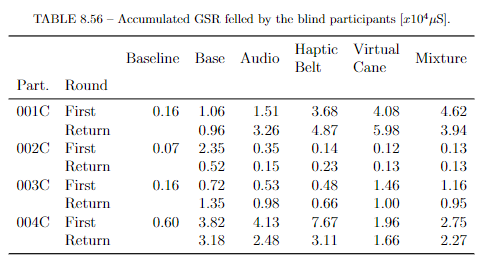 TABLE 8.56 – Accumulated GSR felled by the blind participants [x10⁴μS].
Baseline Base Audio Haptic Belt Virtual Cane Mixture
Part. Round
001C First 0.16 1.06 1.51 3.68 4.08 4.62
Return 0.96 3.26 4.87 5.98 3.94
002C First 0.07 2.35 0.35 0.14 0.12 0.13
Return 0.52 0.15 0.23 0.13 0.13
003C First 0.16 0.72 0.53 0.48 1.46 1.16
Return 1.35 0.98 0.66 1.00 0.95
004C First 0.60 3.82 4.13 7.67 1.96 2.75
Return 3.18 2.48 3.11 1.66 2.27